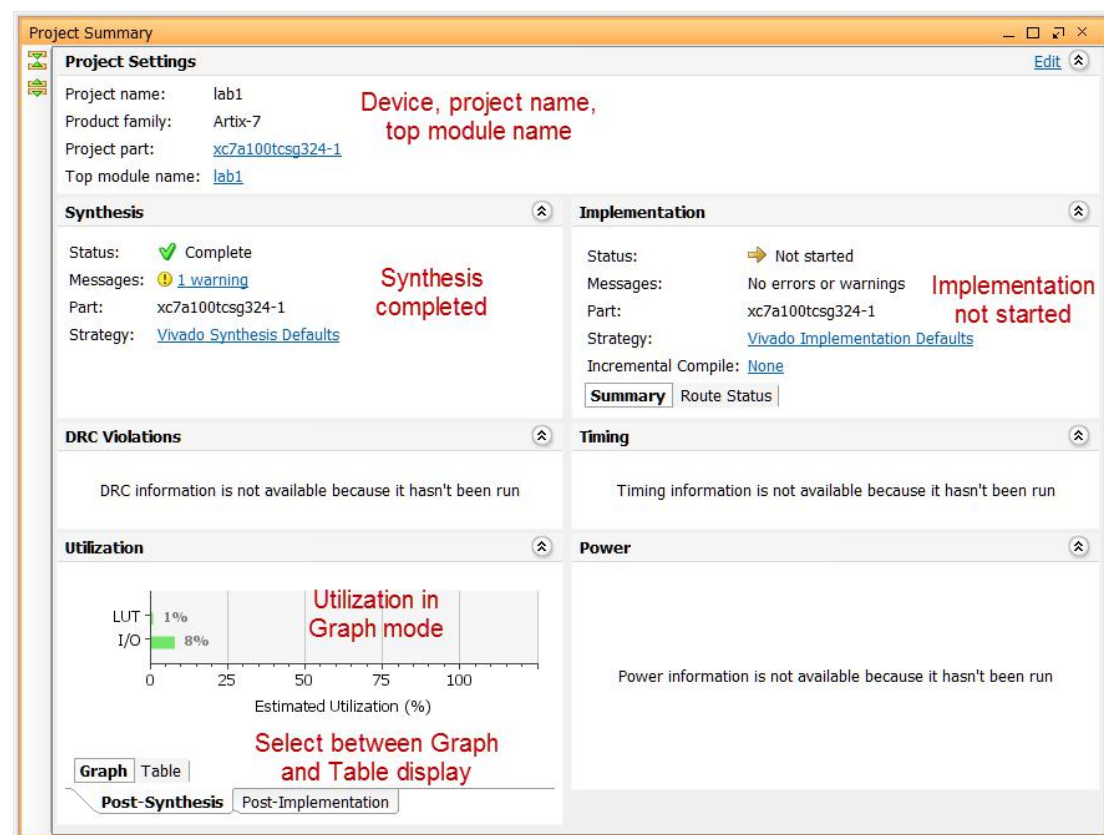 Project Summary
Project Settings
Edit
Project name: lab1
Product family: Artix-7
Project part: xc7a100tcsg324-1
Top module name: lab1
Device, project name,
top module name
Synthesis
Status: Complete
Messages: 1 warning
Part: xc7a100tcsg324-1
Strategy: Vivado Synthesis Defaults
Synthesis
completed
Implementation
Status: Not started
Messages: No errors or warnings
Part: xc7a100tcsg324-1
Strategy: Vivado Implementation Defaults
Incremental Compile: None
Summary Route Status
Implementation
not started
DRC Violations
DRC information is not available because it hasn't been run
Timing
Timing information is not available because it hasn't been run
Utilization
LUT 1%
I/O 8%
0 25 50 75 100
Estimated Utilization (%)
Utilization in
Graph mode
Select between Graph
and Table display
Graph Table
Post-Synthesis Post-Implementation
Power
Power information is not available because it hasn't been run